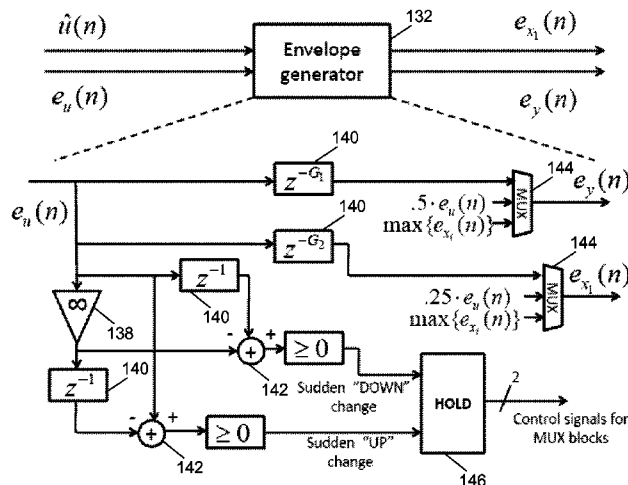 û(n)
132
e_{x_1}(n)
Envelope generator
e_u(n)
e_y(n)
140
z^{-G_1}
144
e_y(n)
MUX
.5·e_u(n)
max{e_{x_i}(n)}
e_u(n)
140
z^{-G_2}
144
e_{x_1}(n)
MUX
.25·e_u(n)
max{e_{x_i}(n)}
z^{-1}
140
∞
138
- +
+
≥ 0
142
140
z^{-1}
Sudden "DOWN" change
HOLD
2
Control signals for MUX blocks
- +
+
≥ 0
142
Sudden "UP" change
146